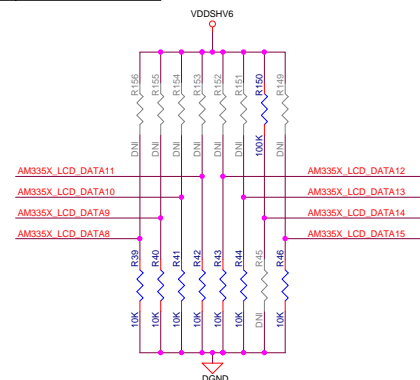 VDDSHV6
R156 R155 R154 R153 R152 R151 R150 R149
DNI DNI DNI DNI DNI DNI 100K DNI
AM335X_LCD_DATA11 AM335X_LCD_DATA12
AM335X_LCD_DATA10 AM335X_LCD_DATA13
AM335X_LCD_DATA9 AM335X_LCD_DATA14
AM335X_LCD_DATA8 AM335X_LCD_DATA15
R39 R40 R41 R42 R43 R44 R45 R46
10K 10K 10K 10K 10K 10K DNI 10K
DGND